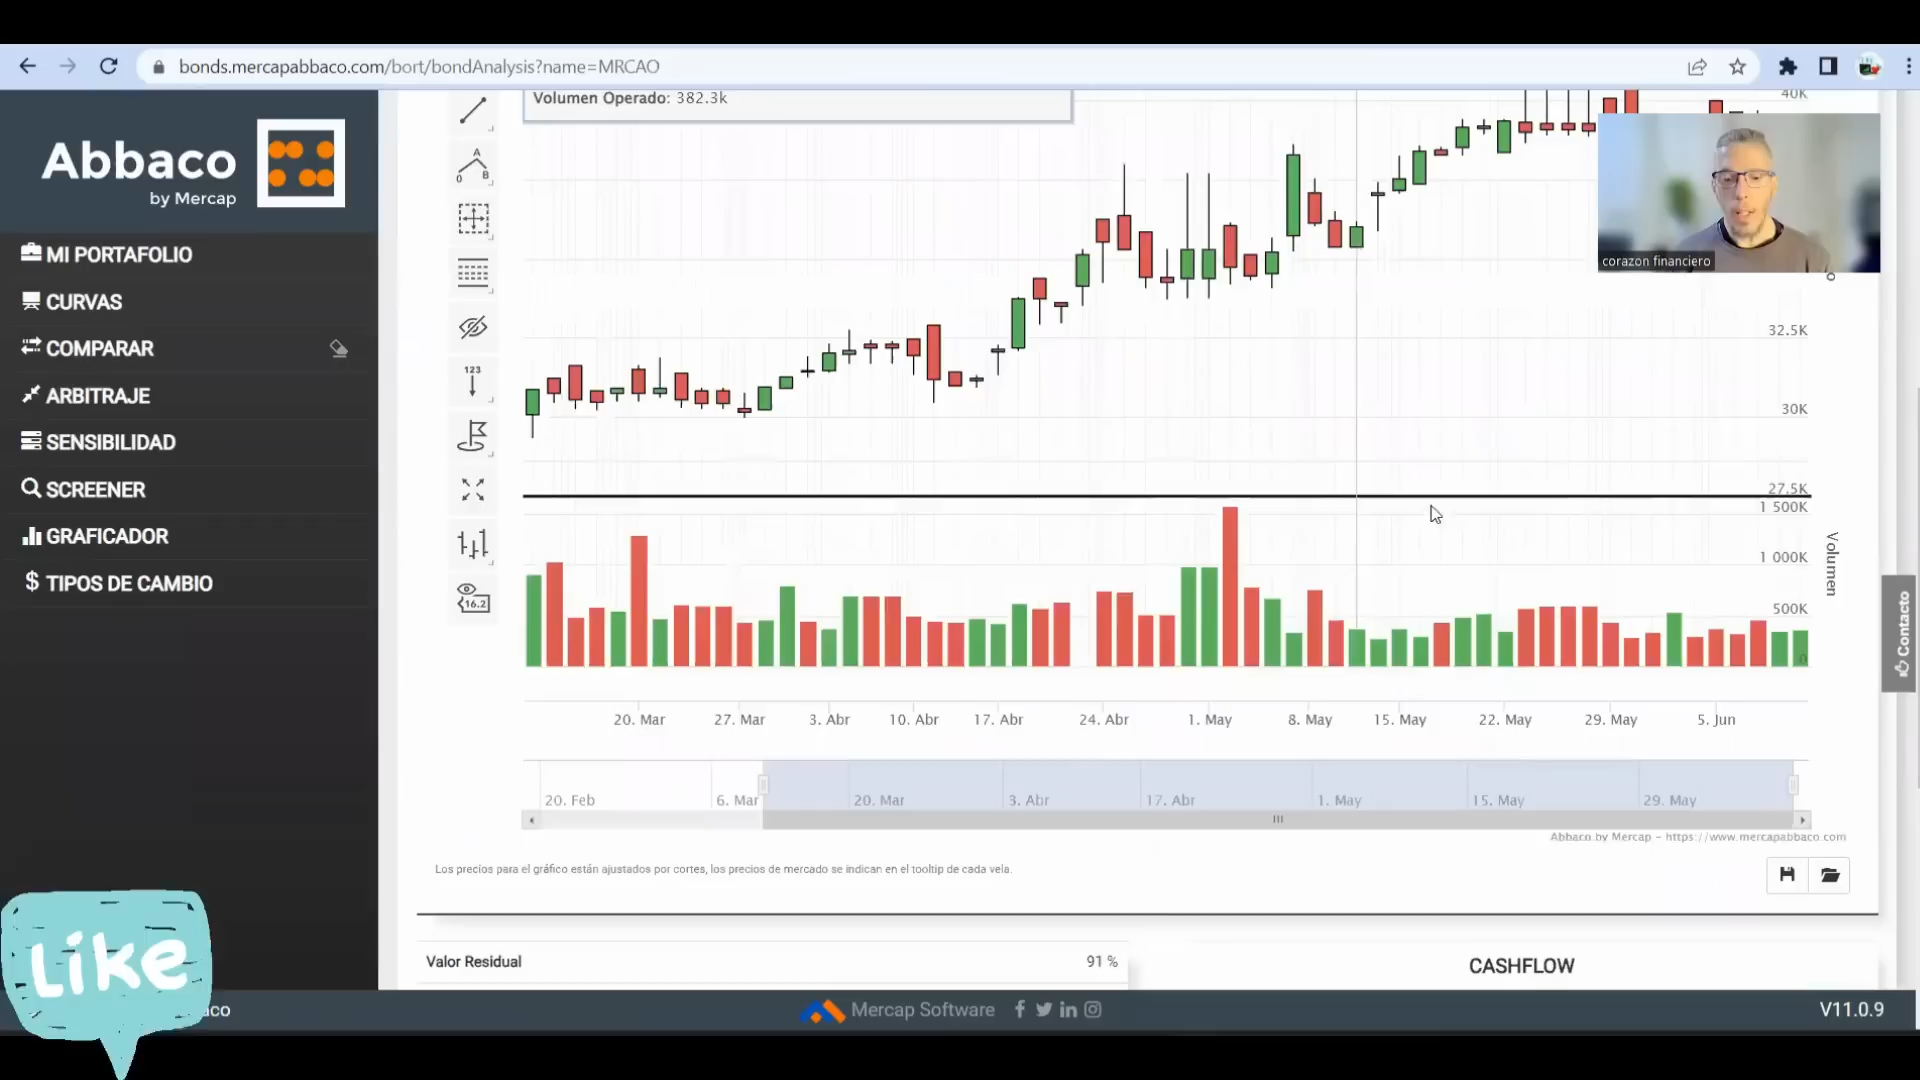 bonds.mercapabbaco.com/bort/bondAnalysis?name=MRCAO
Abbaco
by Mercap
MI PORTAFOLIO
CURVAS
COMPARAR
ARBITRAJE
SENSIBILIDAD
SCREENER
GRAFICADOR
$ TIPOS DE CAMBIO
Volumen Operado: 382.3k
A
0 B
123
16.2
40K
32.5K
30K
27.5K
corazon financiero
1 500K
1 000K
500K
0
Volumen
Contacto
20. Mar 27. Mar 3. Abr 10. Abr 17. Abr 24. Abr 1. May 8. May 15. May 22. May 29. May 5. Jun
20. Feb 6. Mar 20. Mar 3. Abr 17. Abr 1. May 15. May 29. May
Abbaco by Mercap - https://www.mercapabbaco.com
Los precios para el gráfico están ajustados por cortes, los precios de mercado se indican en el tooltip de cada vela.
Valor Residual 91 %
CASHFLOW
Like
aco
Mercap Software
V11.0.9